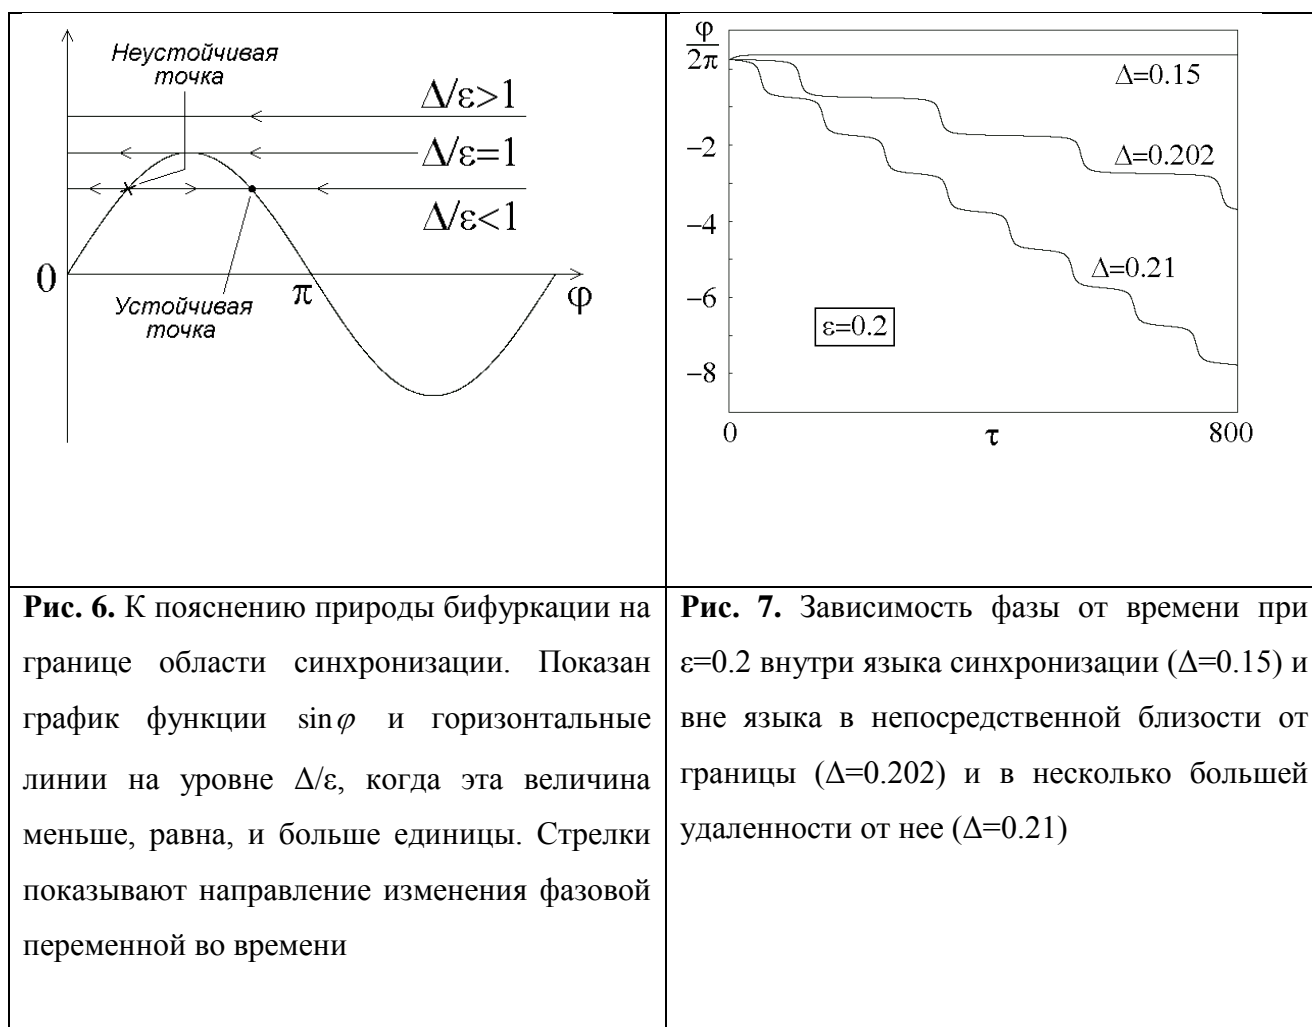 Неустойчивая
точка
Δ/ε>1
Δ/ε=1
Δ/ε<1
0
π
φ
Устойчивая
точка
φ
2π
−2
−4
−6
−8
Δ=0.15
Δ=0.202
Δ=0.21
ε=0.2
0
τ
800
Рис. 6. К пояснению природы бифуркации на
границе области синхронизации. Показан
график функции sin φ и горизонтальные
линии на уровне Δ/ε, когда эта величина
меньше, равна, и больше единицы. Стрелки
показывают направление изменения фазовой
переменной во времени
Рис. 7. Зависимость фазы от времени при
ε=0.2 внутри языка синхронизации (Δ=0.15) и
вне языка в непосредственной близости от
границы (Δ=0.202) и в несколько большей
удаленности от нее (Δ=0.21)